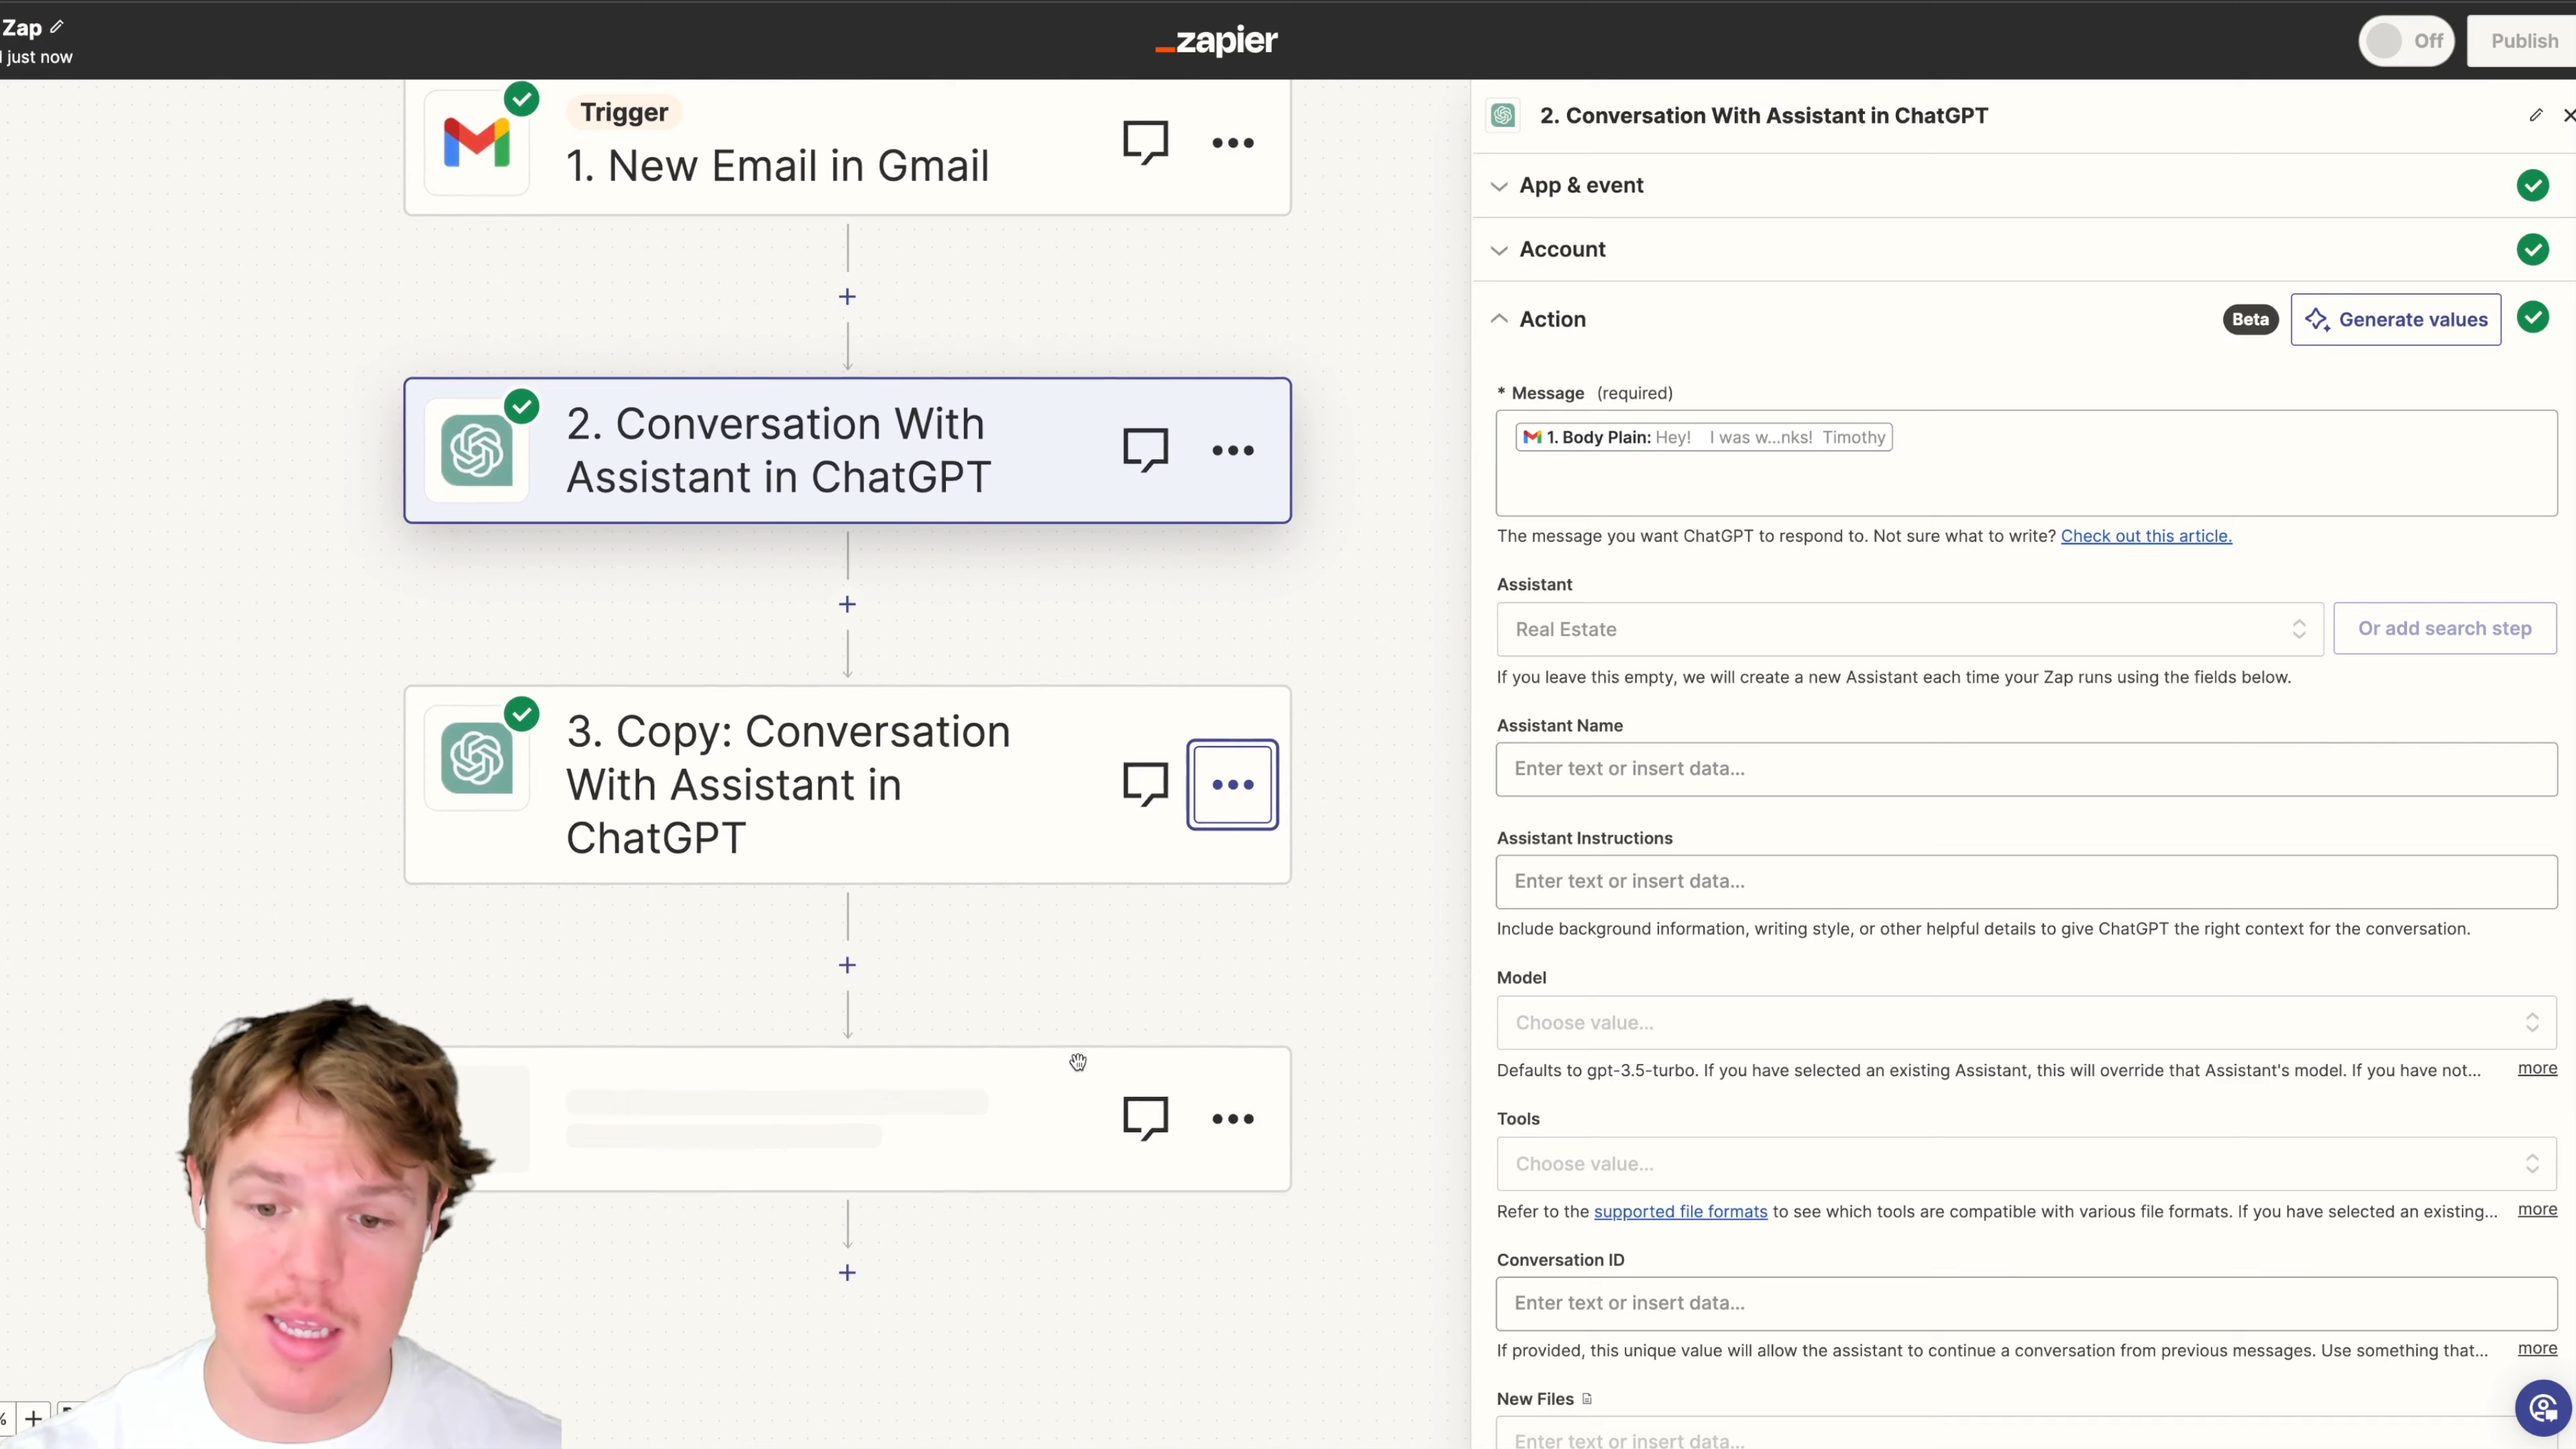 Zap
just now
zapier
Off
Publish
Trigger
1. New Email in Gmail
2. Conversation With
Assistant in ChatGPT
3. Copy: Conversation
With Assistant in
ChatGPT
2. Conversation With Assistant in ChatGPT
App & event
Account
Action
Beta
Generate values
* Message (required)
1. Body Plain: Hey! I was w...nks! Timothy
The message you want ChatGPT to respond to. Not sure what to write? Check out this article.
Assistant
Real Estate
Or add search step
If you leave this empty, we will create a new Assistant each time your Zap runs using the fields below.
Assistant Name
Enter text or insert data...
Assistant Instructions
Enter text or insert data...
Include background information, writing style, or other helpful details to give ChatGPT the right context for the conversation.
Model
Choose value...
Defaults to gpt-3.5-turbo. If you have selected an existing Assistant, this will override that Assistant's model. If you have not... more
Tools
Choose value...
Refer to the supported file formats to see which tools are compatible with various file formats. If you have selected an existing... more
Conversation ID
Enter text or insert data...
If provided, this unique value will allow the assistant to continue a conversation from previous messages. Use something that... more
New Files
Enter text or insert data...